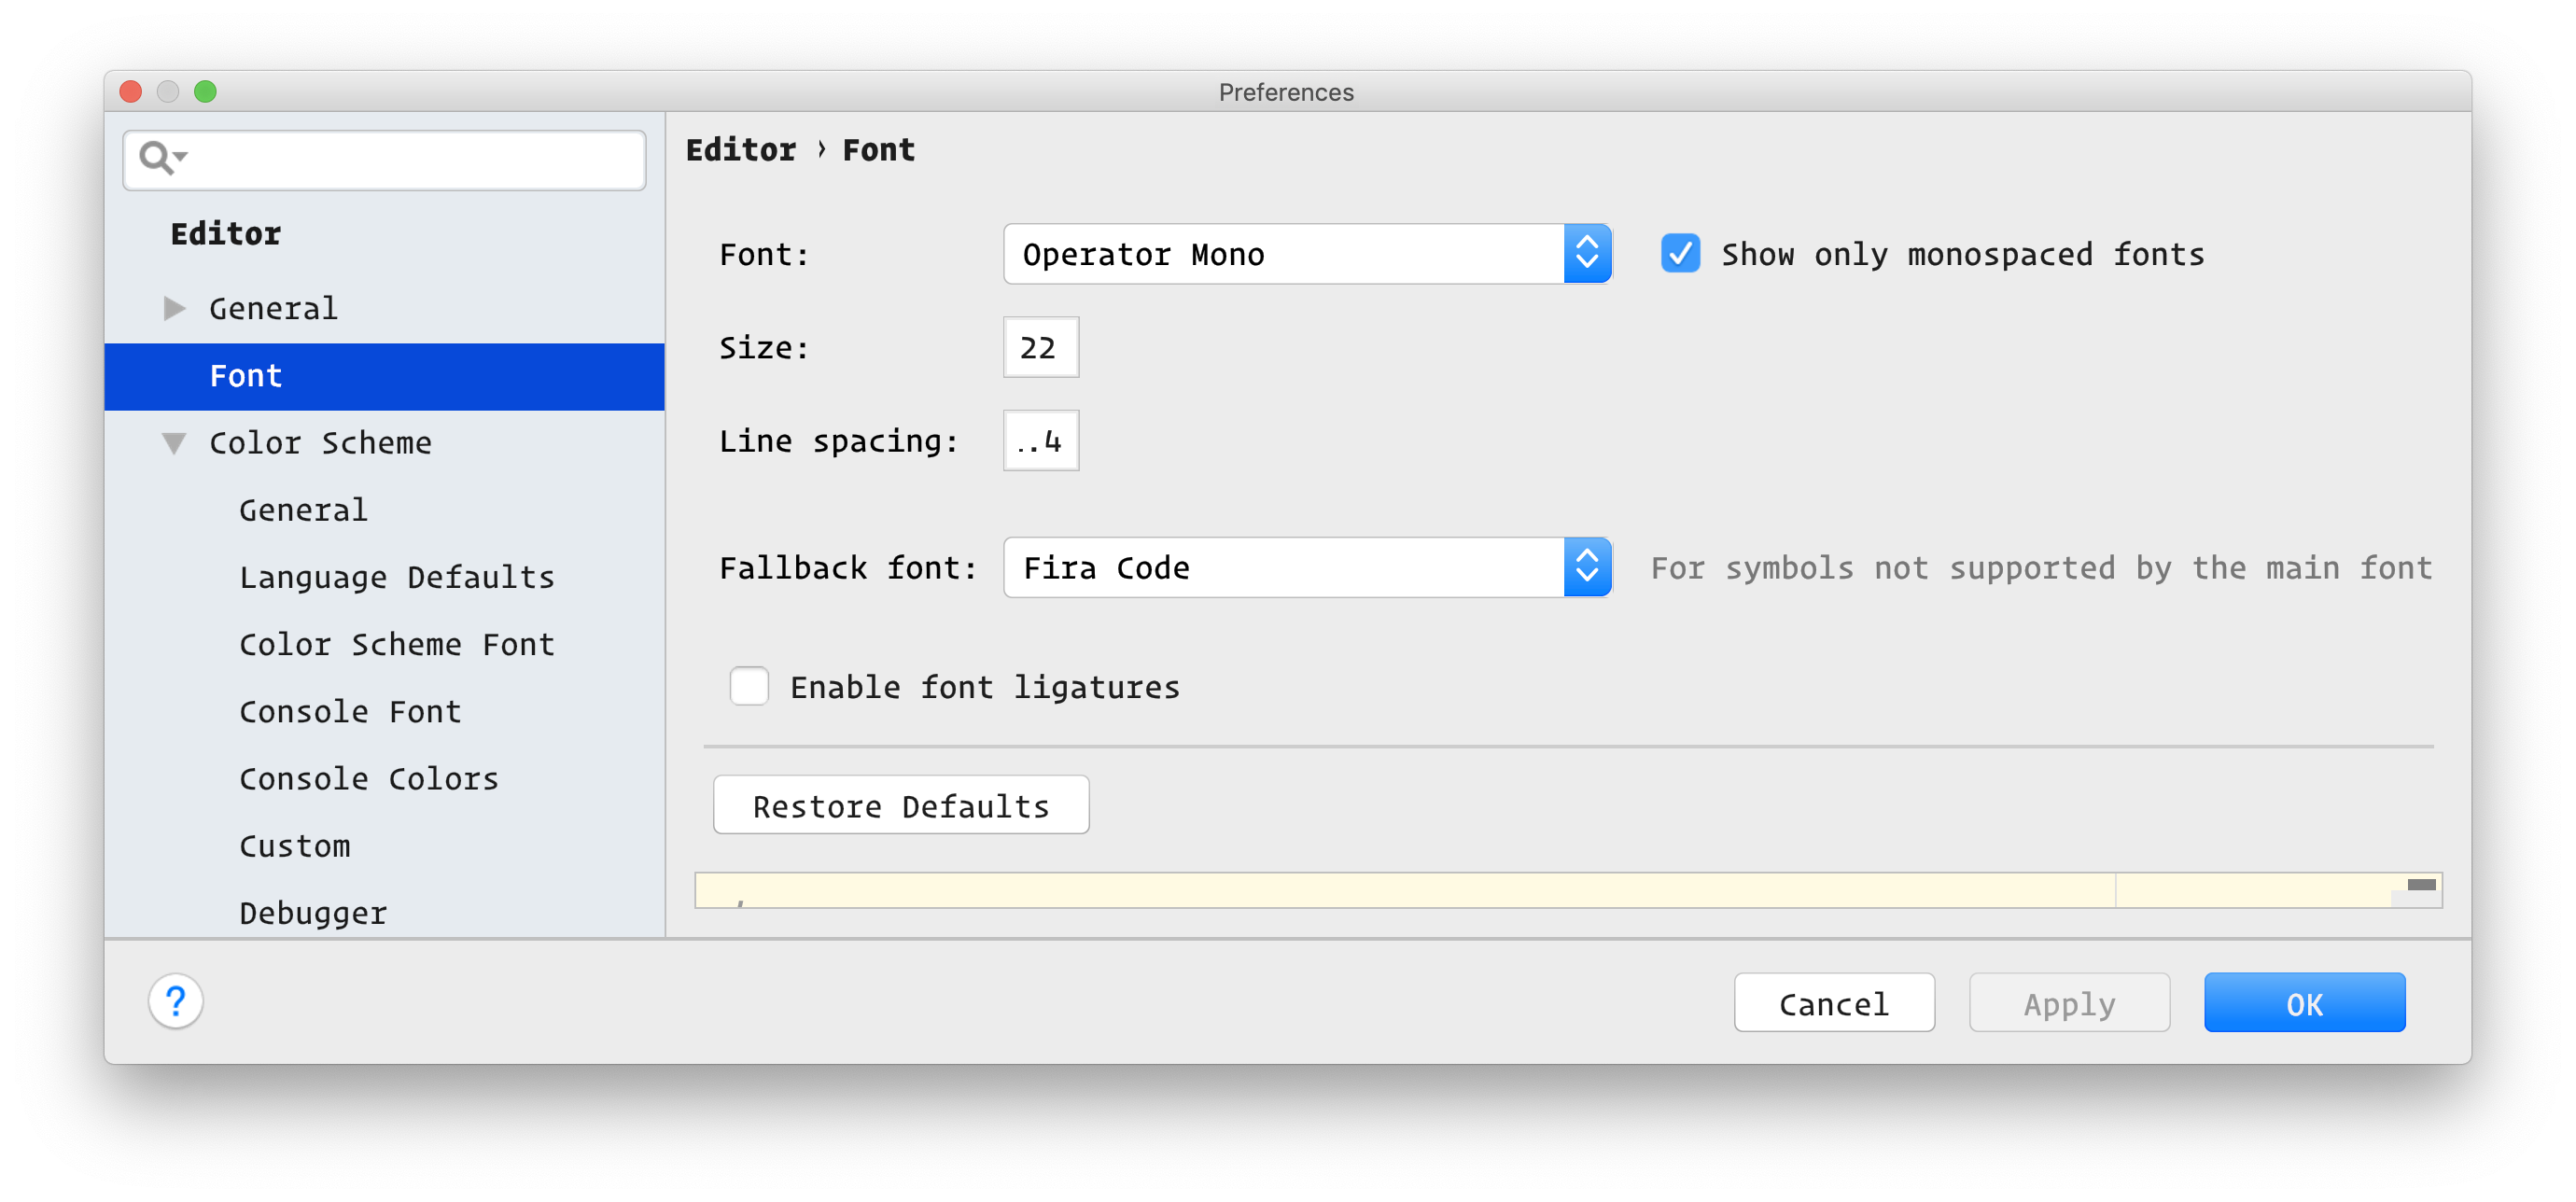 Preferences
Editor
General
Font
Color Scheme
General
Language Defaults
Color Scheme Font
Console Font
Console Colors
Custom
Debugger
Editor › Font
Font: Operator Mono Show only monospaced fonts
Size: 22
Line spacing: ..4
Fallback font: Fira Code For symbols not supported by the main font
Enable font ligatures
Restore Defaults
? Cancel Apply OK